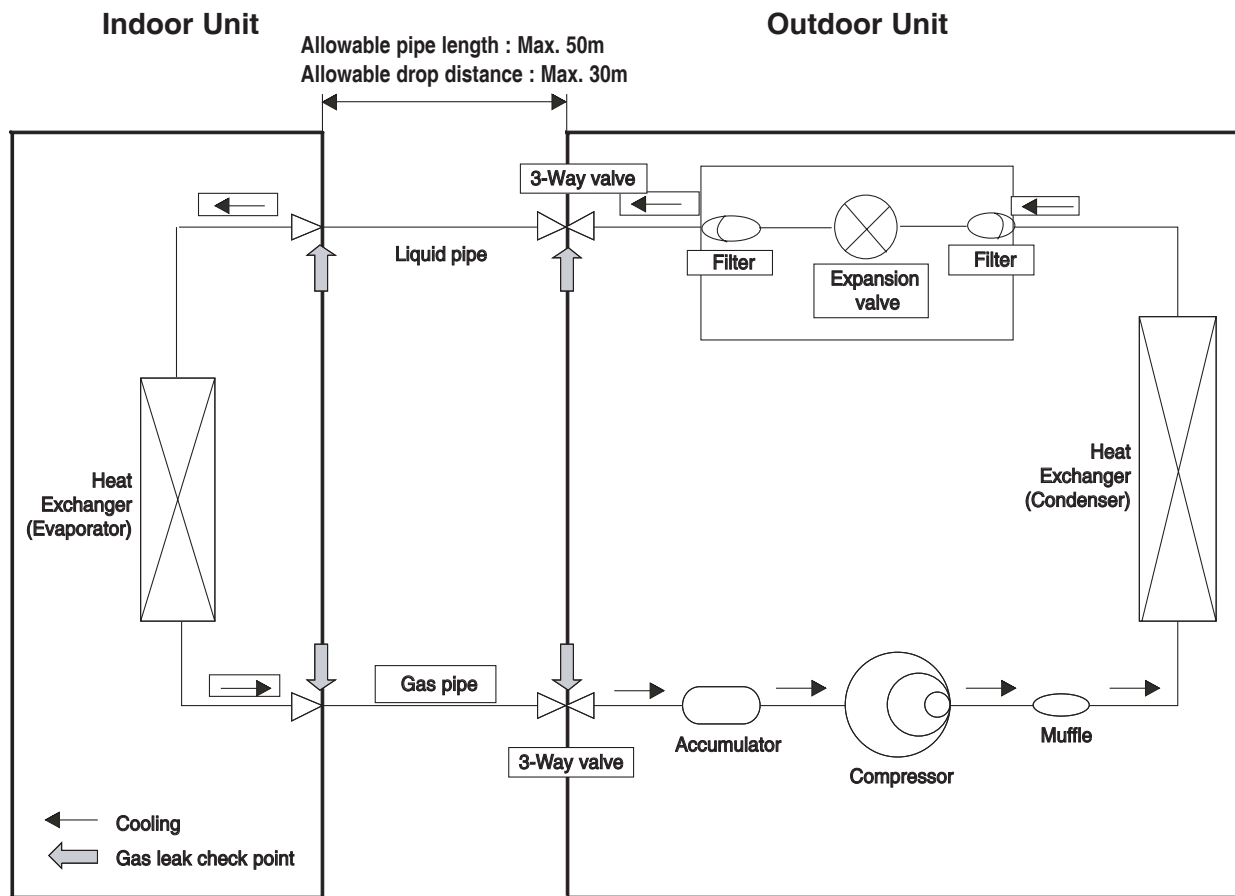 Indoor Unit
Outdoor Unit
Allowable pipe length : Max. 50m
Allowable drop distance : Max. 30m
3-Way valve
Liquid pipe
Filter
Expansion
valve
Filter
Heat
Exchanger
(Evaporator)
Heat
Exchanger
(Condenser)
Gas pipe
3-Way valve
Accumulator
Compressor
Muffle
Cooling
Gas leak check point